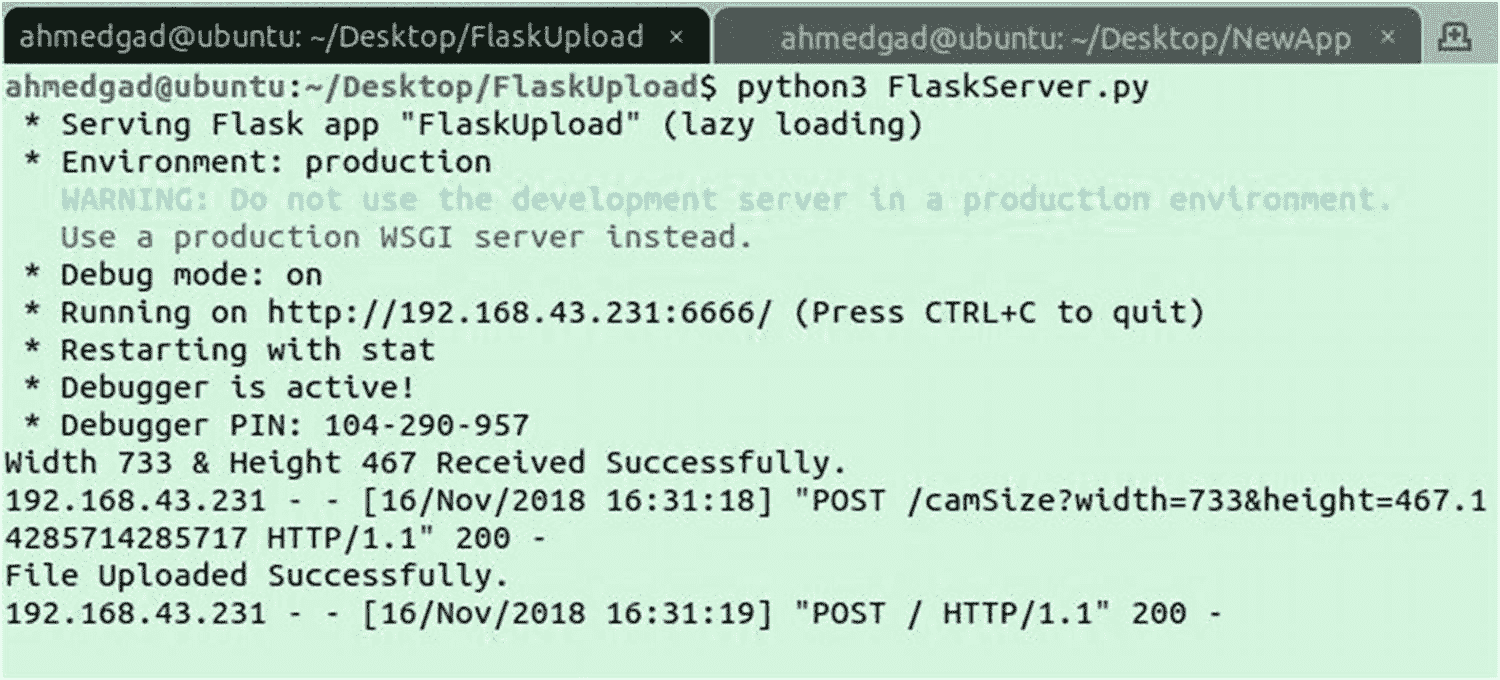 ahmedgad@ubuntu: ~/Desktop/FlaskUpload × ahmedgad@ubuntu: ~/Desktop/NewApp ×
ahmedgad@ubuntu:~/Desktop/FlaskUpload$ python3 FlaskServer.py
* Serving Flask app "FlaskUpload" (lazy loading)
* Environment: production
WARNING: Do not use the development server in a production environment.
Use a production WSGI server instead.
* Debug mode: on
* Running on http://192.168.43.231:6666/ (Press CTRL+C to quit)
* Restarting with stat
* Debugger is active!
* Debugger PIN: 104-290-957
Width 733 & Height 467 Received Successfully.
192.168.43.231 - - [16/Nov/2018 16:31:18] "POST /camSize?width=733&height=467.1
4285714285717 HTTP/1.1" 200 -
File Uploaded Successfully.
192.168.43.231 - - [16/Nov/2018 16:31:19] "POST / HTTP/1.1" 200 -